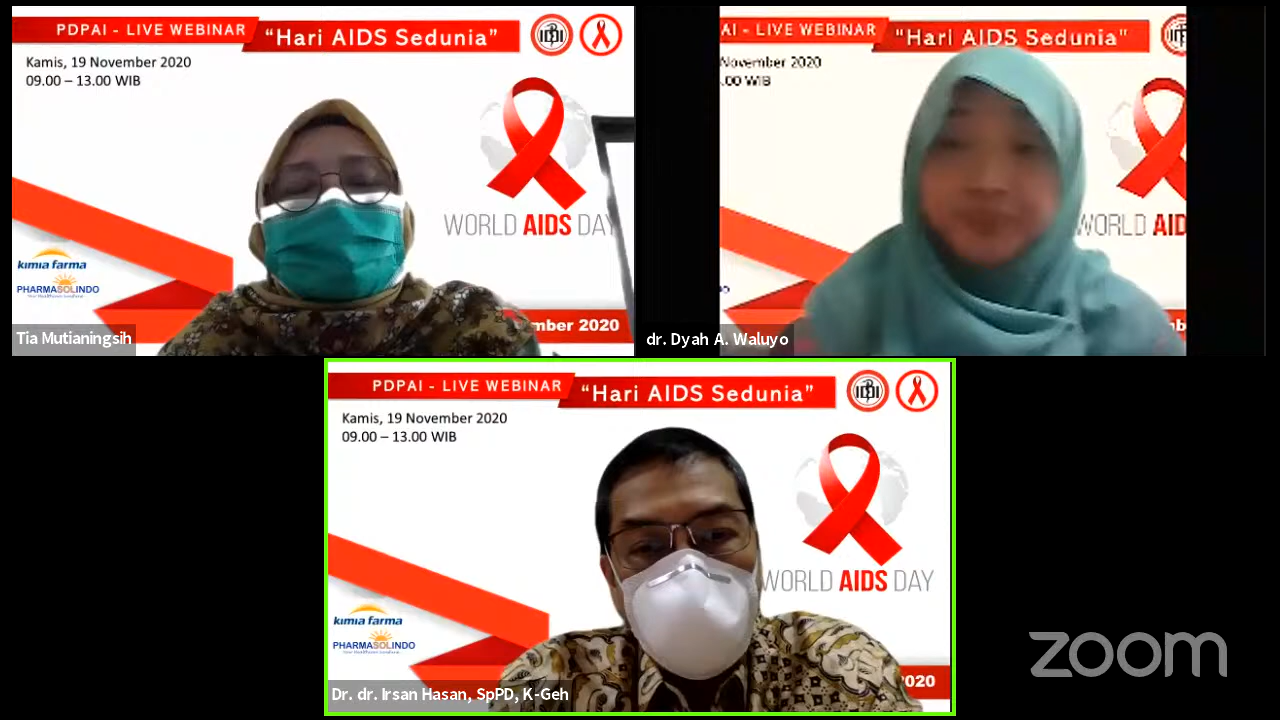 PDPAI - LIVE WEBINAR
“Hari AIDS Sedunia”
Kamis, 19 November 2020
09.00 – 13.00 WIB
WORLD AIDS DAY
kimia farma
PHARMASOLINDO
mber 2020
Tia Mutianingsih
AI - LIVE WEBINAR
“Hari AIDS Sedunia”
November 2020
.00 WIB
WORLD AID
dr. Dyah A. Waluyo
PDPAI - LIVE WEBINAR
“Hari AIDS Sedunia”
Kamis, 19 November 2020
09.00 – 13.00 WIB
WORLD AIDS DAY
kimia farma
PHARMASOLINDO
2020
Dr. dr. Irsan Hasan, SpPD, K-Geh
zoom